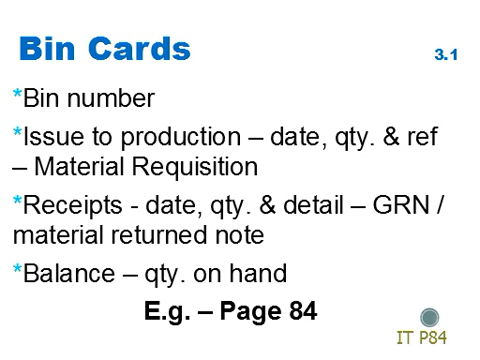 Bin Cards
3.1
*Bin number
*Issue to production – date, qty. & ref
– Material Requisition
*Receipts - date, qty. & detail – GRN /
material returned note
*Balance – qty. on hand
E.g. – Page 84
IT P84